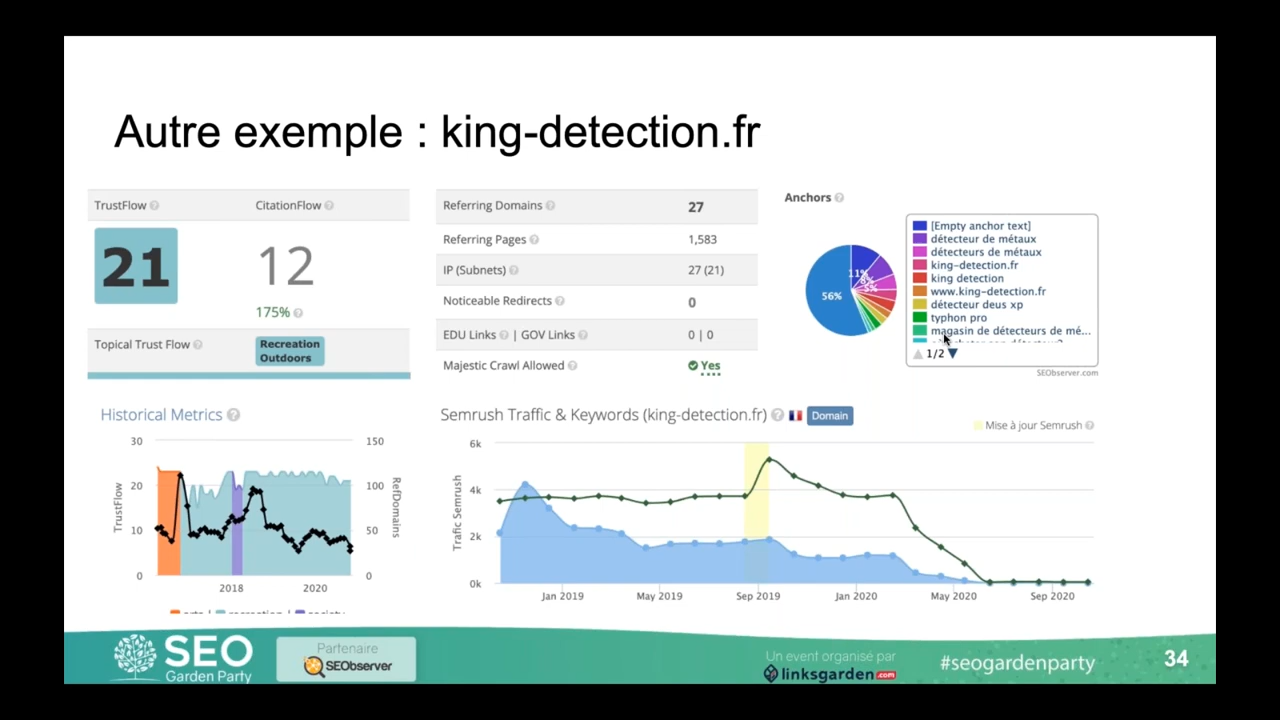 Autre exemple : king-detection.fr
TrustFlow
CitationFlow
21
12
175%
Topical Trust Flow
Recreation
Outdoors
Referring Domains
27
Referring Pages
1,583
IP (Subnets)
27 (21)
Noticeable Redirects
0
EDU Links | GOV Links
0 | 0
Majestic Crawl Allowed
Yes
Anchors
11%
8%
5%
56%
[Empty anchor text]
détecteur de métaux
détecteurs de métaux
king-detection.fr
king detection
www.king-detection.fr
détecteur deus xp
typhon pro
magasin de détecteurs de mé...
1/2
SEObserver.com
Historical Metrics
30
20
10
0
TrustFlow
150
100
50
0
RefDomains
2018
2020
arts | recreation | society
Semrush Traffic & Keywords (king-detection.fr)
Domain
Mise à jour Semrush
6k
4k
2k
0k
Trafic Semrush
Jan 2019
May 2019
Sep 2019
Jan 2020
May 2020
Sep 2020
SEO
Garden Party
Partenaire
SEObserver
Un event organisé par
linksgarden.com
#seogardenparty
34